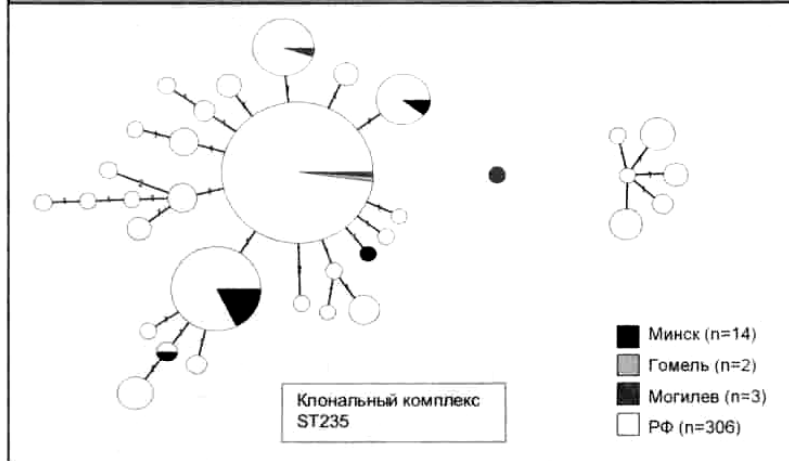 Минск (n=14)
Гомель (n=2)
Могилев (n=3)
РФ (n=306)
Клональный комплекс
ST235